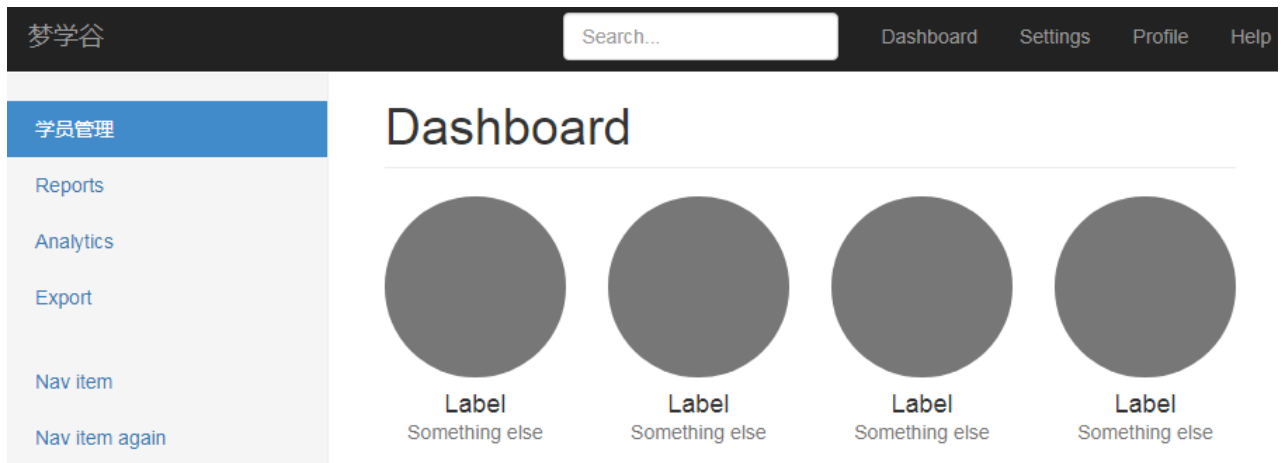 梦学谷 Search... Dashboard Settings Profile Help
学员管理
Reports
Analytics
Export
Nav item
Nav item again
Dashboard
Label Label Label Label
Something else Something else Something else Something else